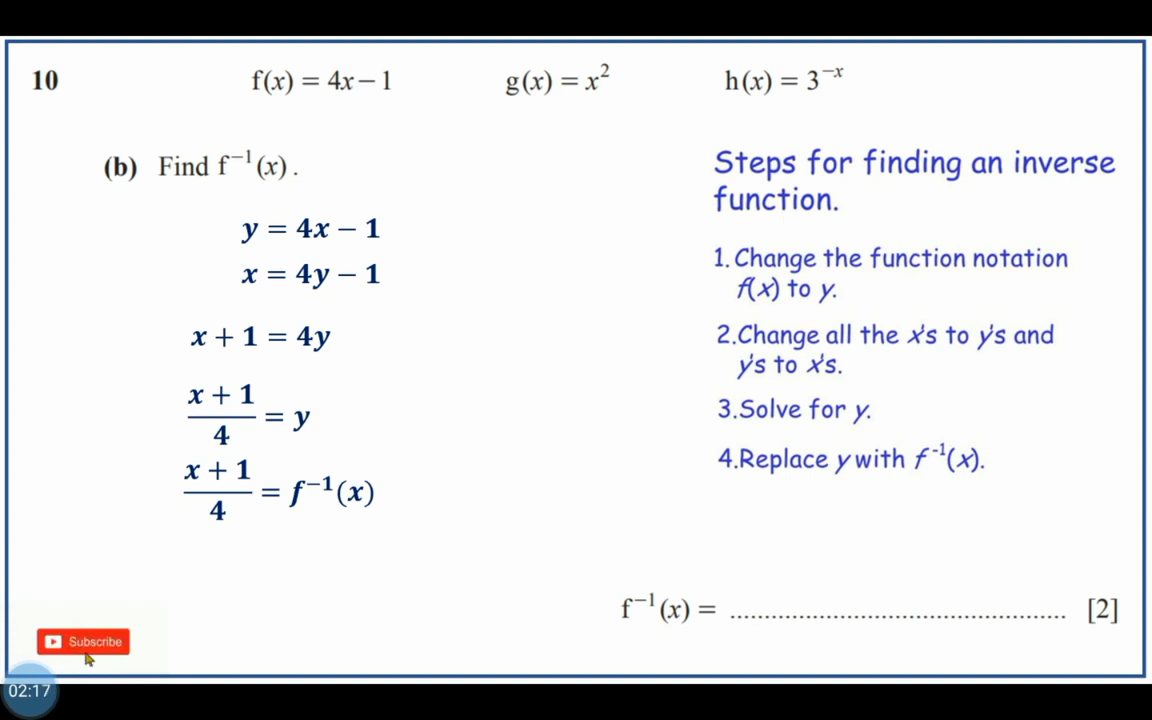 10 f(x) = 4x − 1 g(x) = x² h(x) = 3⁻ˣ
(b) Find f⁻¹(x).
y = 4x − 1
x = 4y − 1
x + 1 = 4y
x + 1
4
= y
x + 1
4
= f⁻¹(x)
Steps for finding an inverse
function.
1. Change the function notation
f(x) to y.
2.Change all the x's to y's and
y's to x's.
3.Solve for y.
4.Replace y with f⁻¹(x).
f⁻¹(x) = ................................................ [2]
Subscribe
02:17